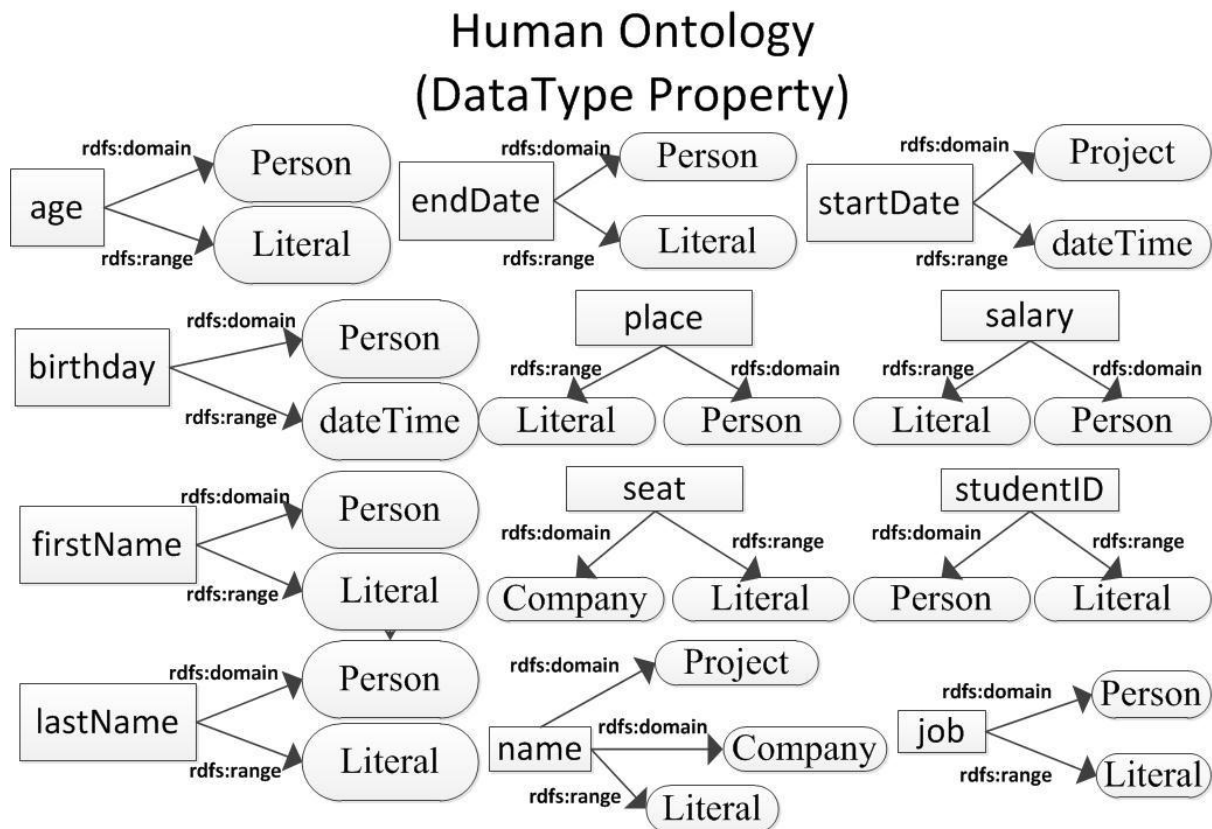 Human Ontology
(DataType Property)
age
rdfs:domain
Person
rdfs:range
Literal
endDate
rdfs:domain
Person
rdfs:range
Literal
startDate
rdfs:domain
Project
rdfs:range
dateTime
birthday
rdfs:domain
Person
rdfs:range
dateTime
place
rdfs:range
rdfs:domain
Literal
Person
salary
rdfs:range
rdfs:domain
Literal
Person
firstName
rdfs:domain
Person
rdfs:range
Literal
seat
rdfs:domain
rdfs:range
Company
Literal
studentID
rdfs:domain
rdfs:range
Person
Literal
lastName
rdfs:domain
Person
rdfs:range
Literal
name
rdfs:domain
Project
rdfs:domain
Company
rdfs:range
Literal
job
rdfs:domain
Person
rdfs:range
Literal